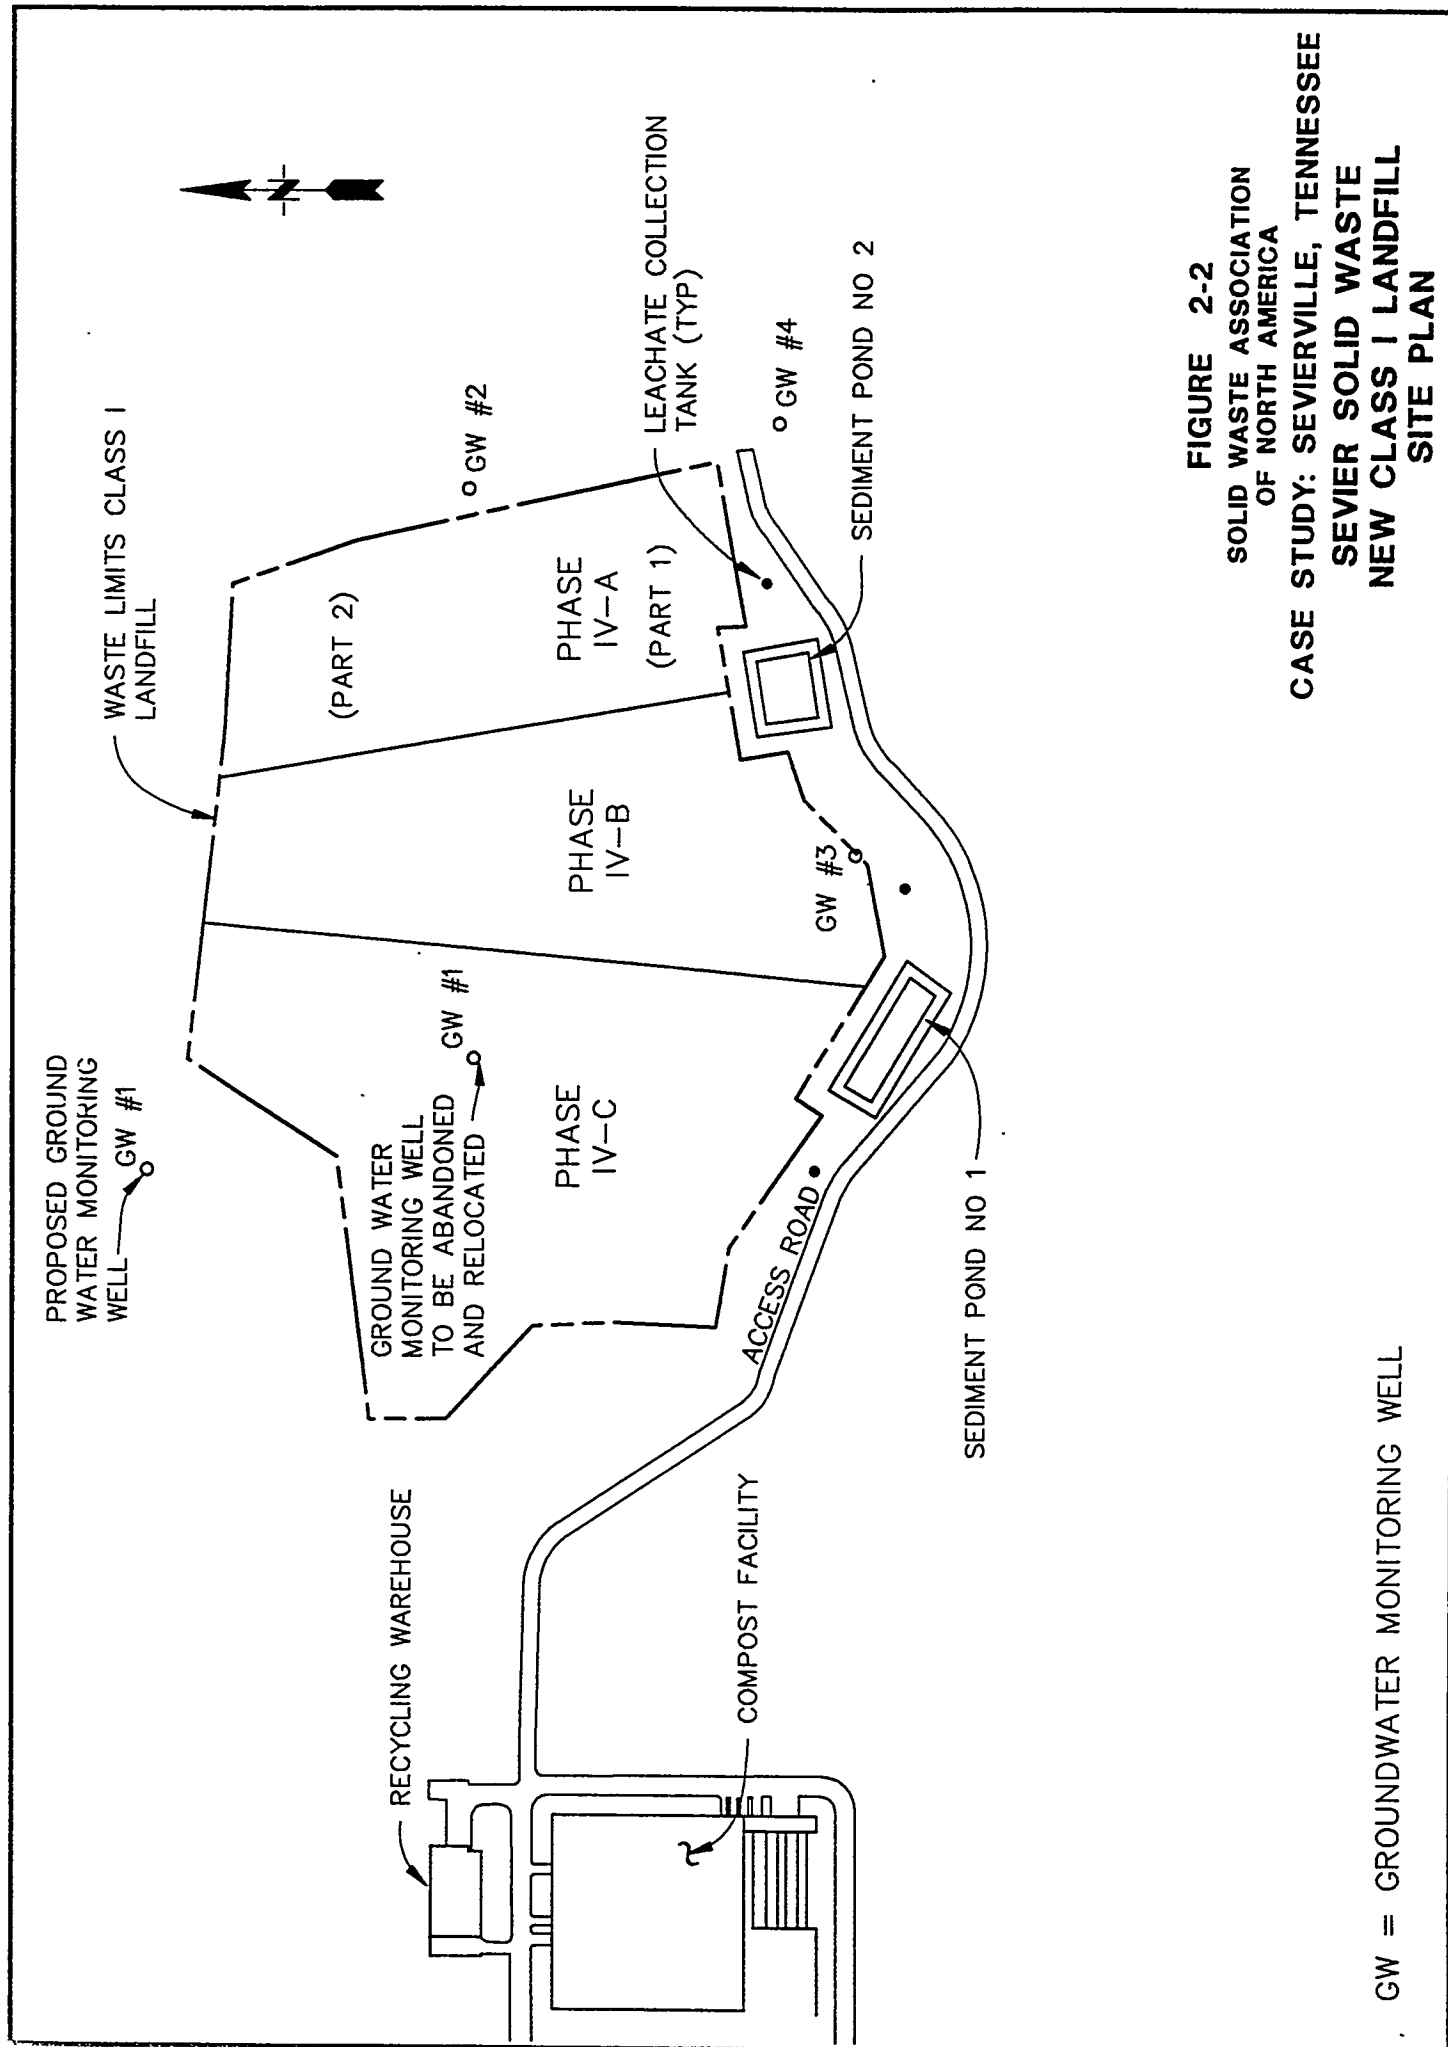 PROPOSED GROUND
WATER MONITORING
WELL
GW #1
WASTE LIMITS CLASS I
LANDFILL
N
RECYCLING WAREHOUSE
GROUND WATER
MONITORING WELL
TO BE ABANDONED
AND RELOCATED
GW #1
(PART 2)
GW #2
PHASE
IV-C
PHASE
IV-B
PHASE
IV-A
(PART 1)
LEACHATE COLLECTION
TANK (TYP)
COMPOST FACILITY
ACCESS ROAD
GW #3
GW #4
SEDIMENT POND NO 2
SEDIMENT POND NO 1
FIGURE 2-2
SOLID WASTE ASSOCIATION
OF NORTH AMERICA
CASE STUDY: SEVIERVILLE, TENNESSEE
SEVIER SOLID WASTE
NEW CLASS I LANDFILL
SITE PLAN
GW = GROUNDWATER MONITORING WELL